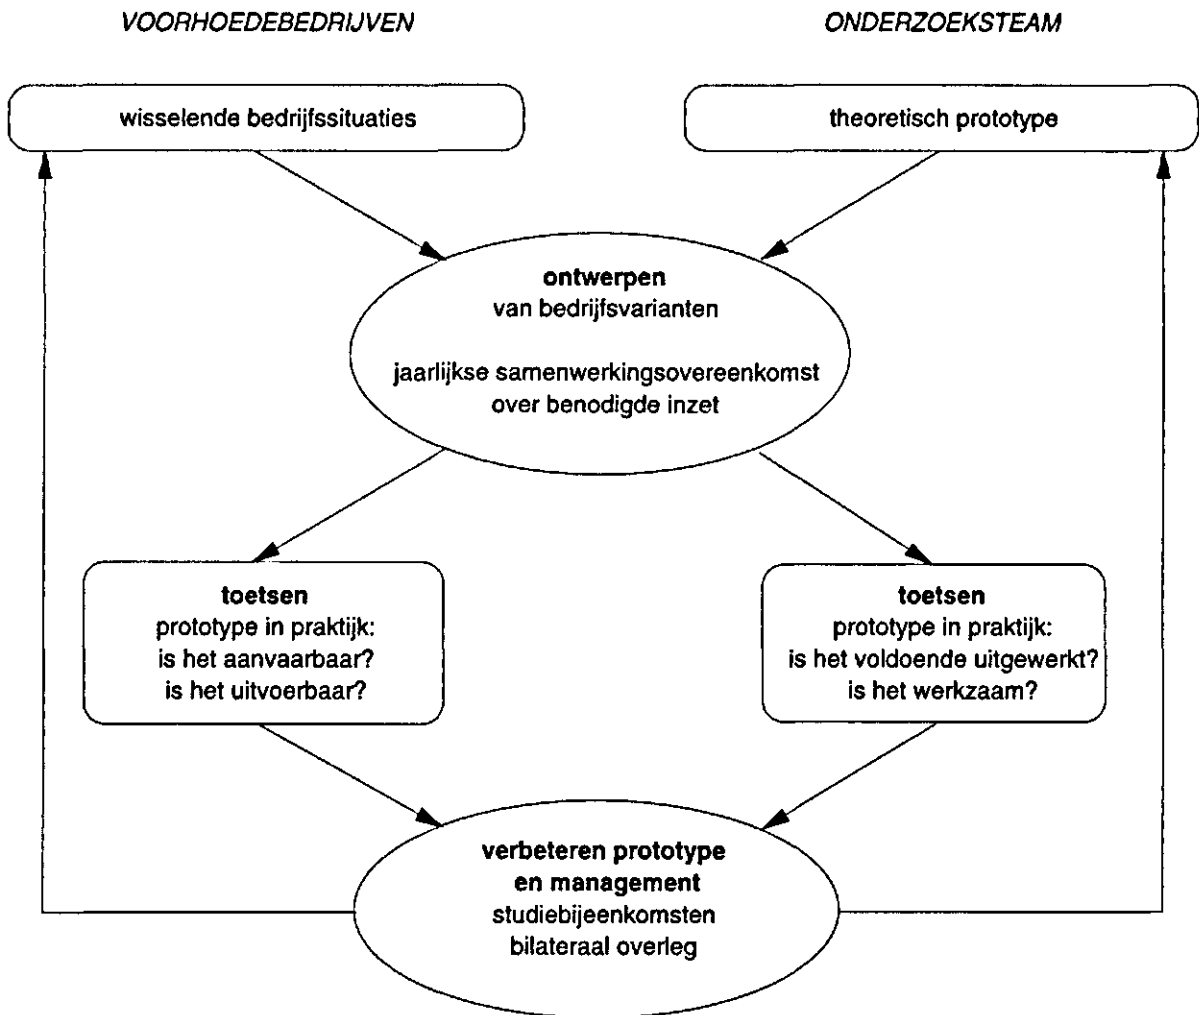 VOORHOEDEBEDRIJVEN
ONDERZOEKSTEAM
wisselende bedrijfssituaties
theoretisch prototype
ontwerpen
van bedrijfsvarianten
jaarlijkse samenwerkingsovereenkomst
over benodigde inzet
toetsen
prototype in praktijk:
is het aanvaarbaar?
is het uitvoerbaar?
toetsen
prototype in praktijk:
is het voldoende uitgewerkt?
is het werkzaam?
verbeteren prototype
en management
studiebijeenkomsten
bilateraal overleg